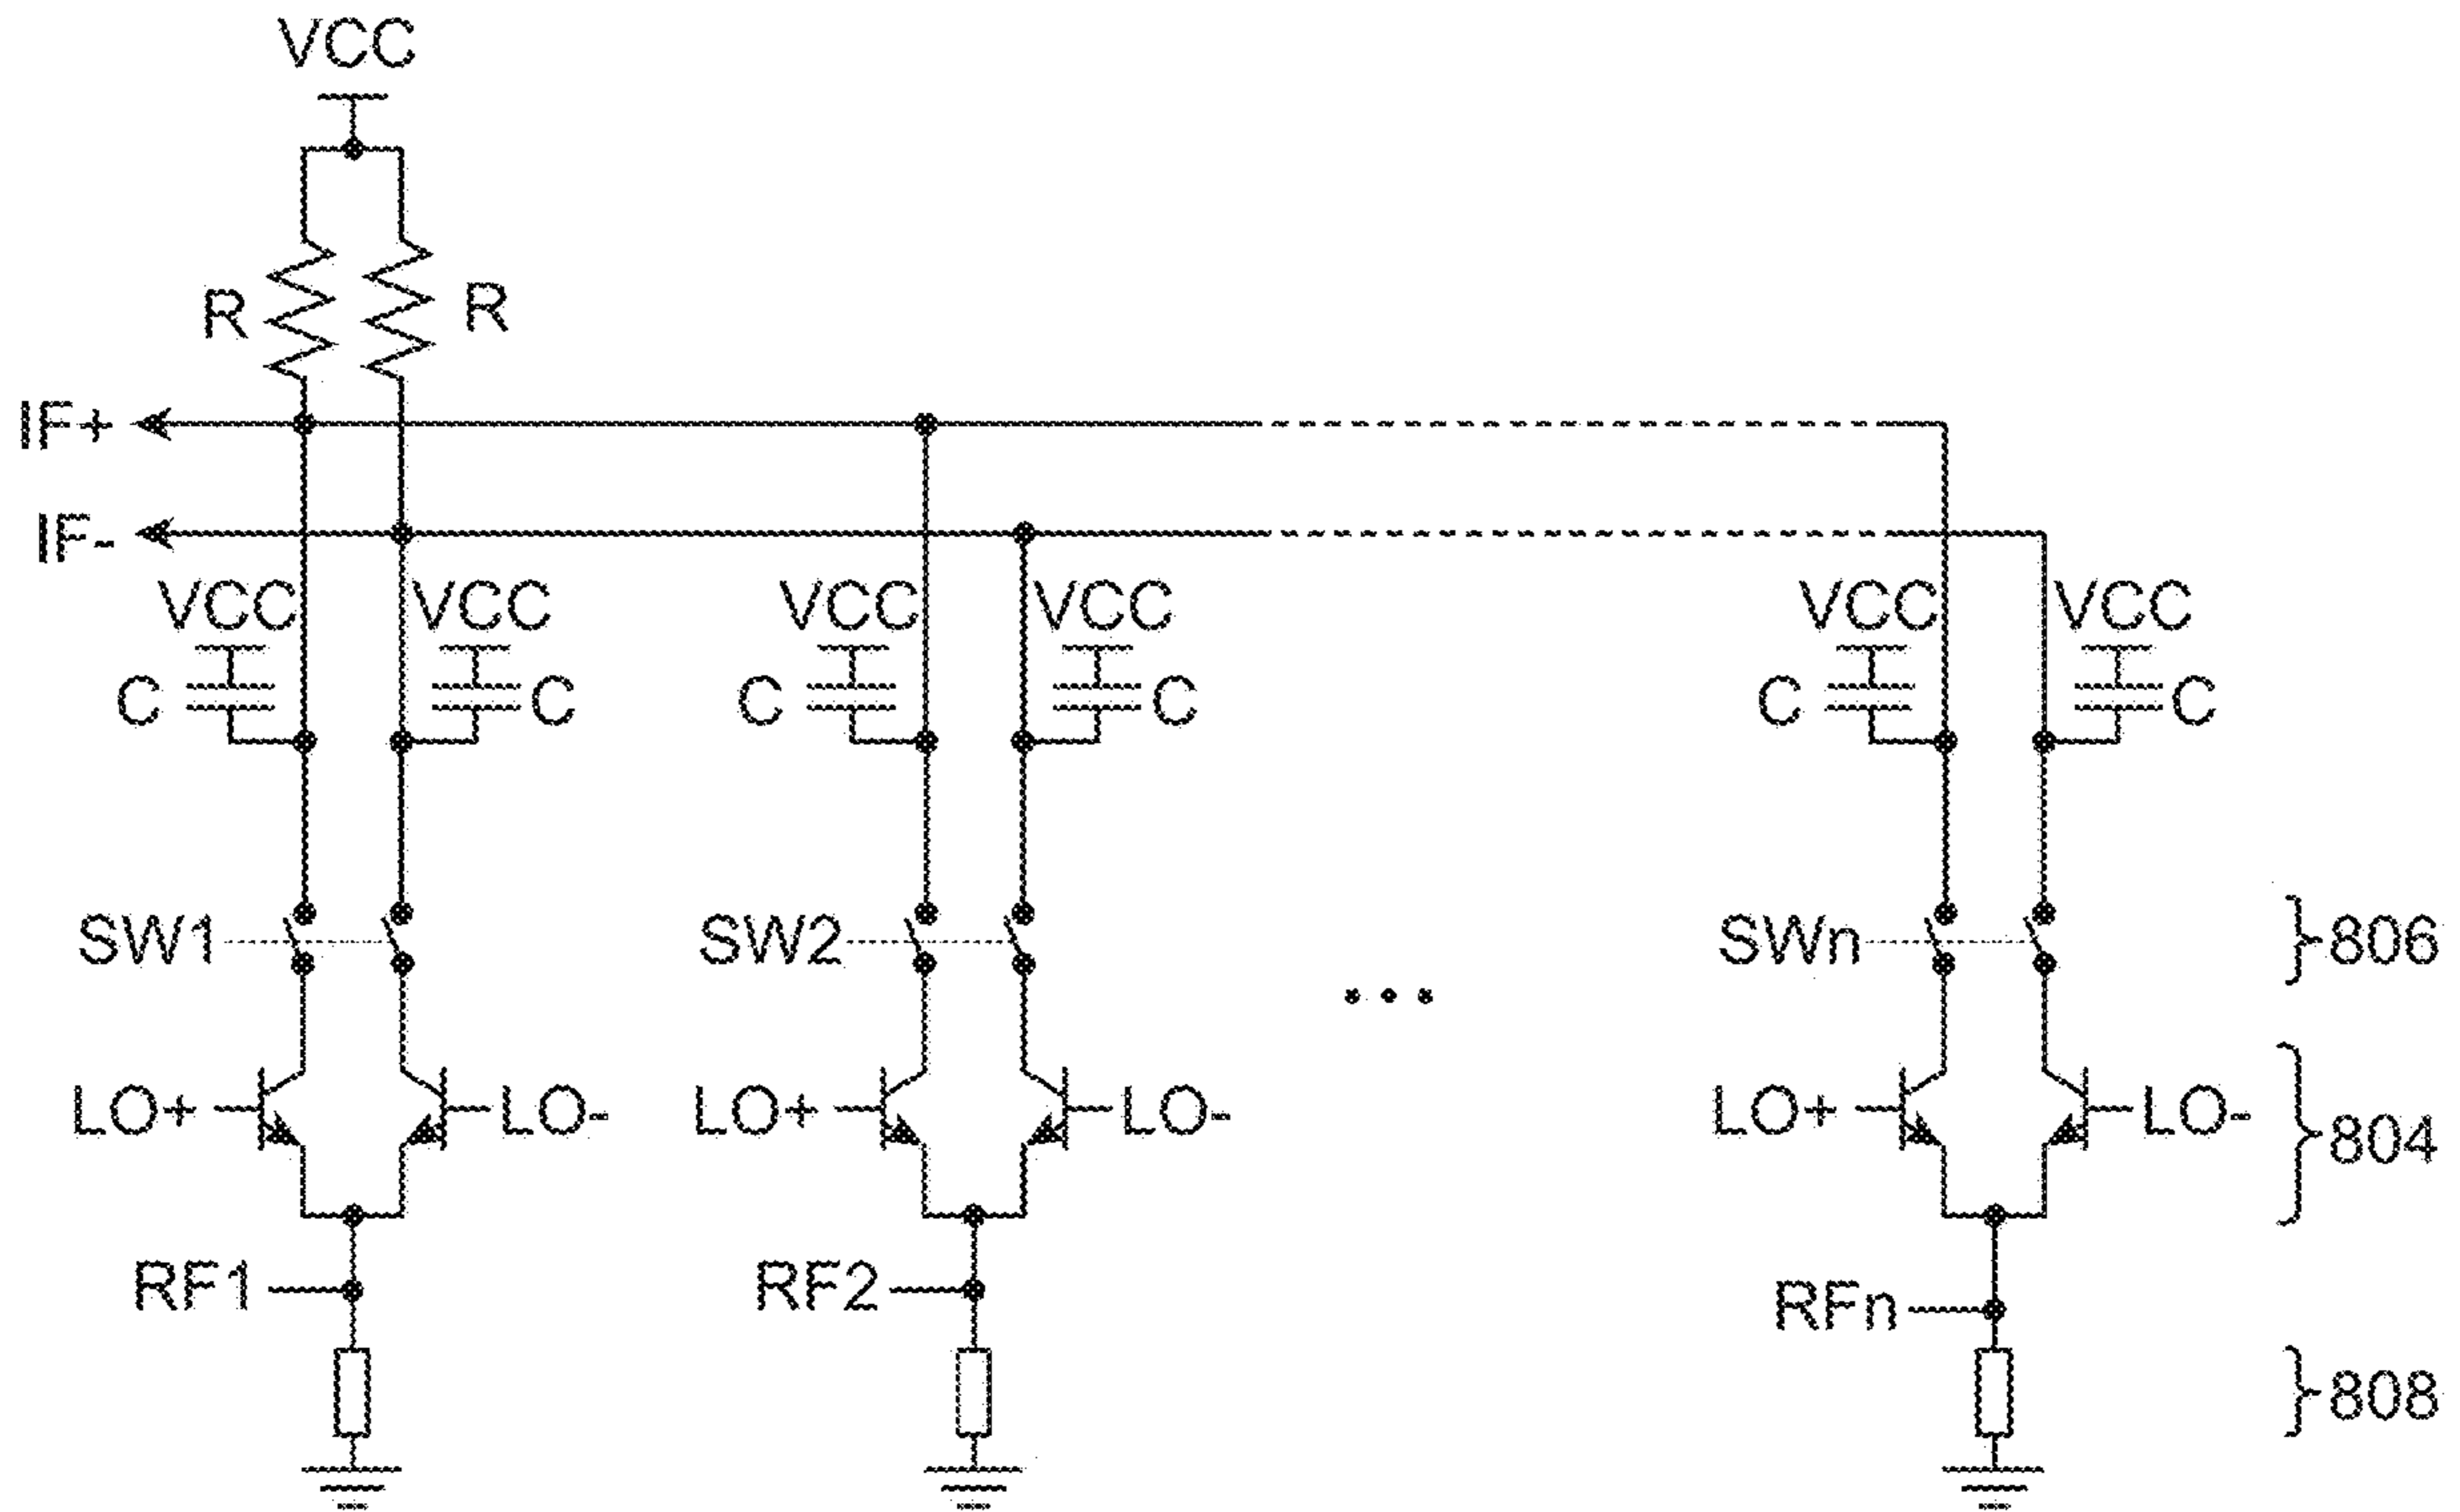 VCC
R R
IF+
IF-
VCC VCC VCC VCC VCC VCC
C C C C C C
SW1 SW2 SWn 806
LO+ LO- LO+ LO- LO+ LO- 804
RF1 RF2 RFn
808